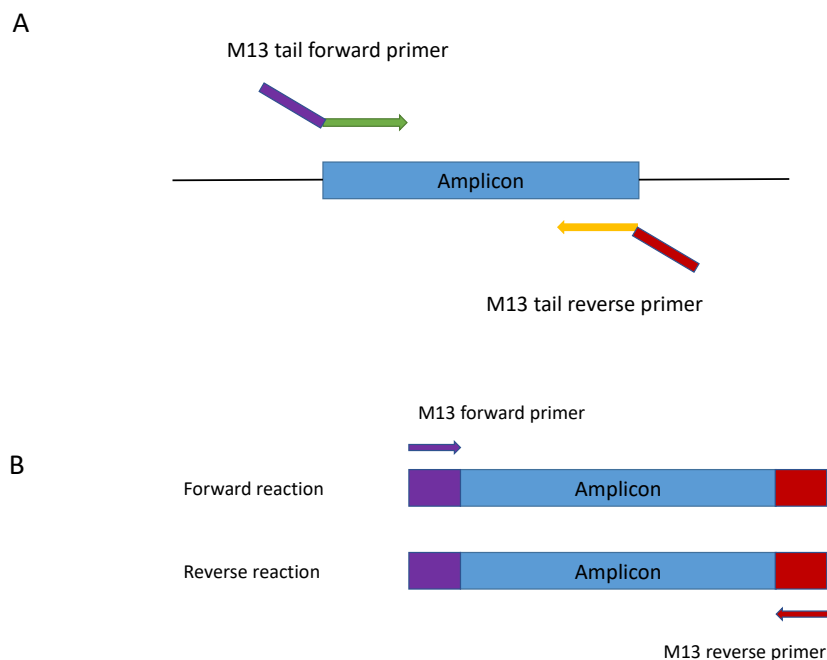 A
M13 tail forward primer
Amplicon
M13 tail reverse primer
M13 forward primer
B
Forward reaction
Amplicon
Reverse reaction
Amplicon
M13 reverse primer